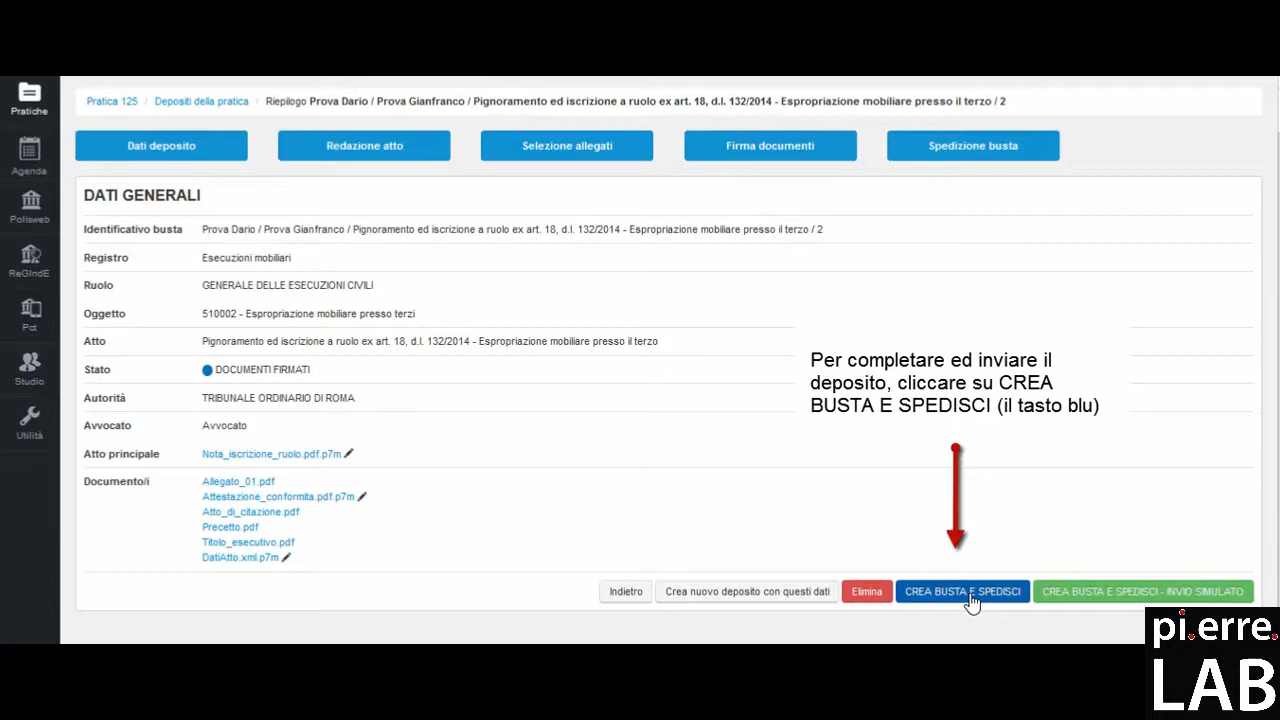 Pratiche
Agenda
Polisweb
ReGIndE
Pct
Studio
Utilità
Pratica 125 / Depositi della pratica / Riepilogo Prova Dario / Prova Gianfranco / Pignoramento ed iscrizione a ruolo ex art. 18, d.l. 132/2014 - Espropriazione mobiliare presso il terzo / 2
Dati deposito
Redazione atto
Selezione allegati
Firma documenti
Spedizione busta
DATI GENERALI
Identificativo busta Prova Dario / Prova Gianfranco / Pignoramento ed iscrizione a ruolo ex art. 18, d.l. 132/2014 - Espropriazione mobiliare presso il terzo / 2
Registro Esecuzioni mobiliari
Ruolo GENERALE DELLE ESECUZIONI CIVILI
Oggetto 510002 - Espropriazione mobiliare presso terzi
Atto Pignoramento ed iscrizione a ruolo ex art. 18, d.l. 132/2014 - Espropriazione mobiliare presso il terzo
Stato DOCUMENTI FIRMATI
Autorità TRIBUNALE ORDINARIO DI ROMA
Avvocato Avvocato
Atto principale Nota_iscrizione_ruolo.pdf.p7m
Documento/i Allegato_01.pdf
Attestazione_conformita.pdf.p7m
Atto_di_citazione.pdf
Precetto.pdf
Titolo_esecutivo.pdf
DatiAtto.xml.p7m
Per completare ed inviare il
deposito, cliccare su CREA
BUSTA E SPEDISCI (il tasto blu)
Indietro
Crea nuovo deposito con questi dati
Elimina
CREA BUSTA E SPEDISCI
CREA BUSTA E SPEDISCI - INVIO SIMULATO
pi.erre.
LAB